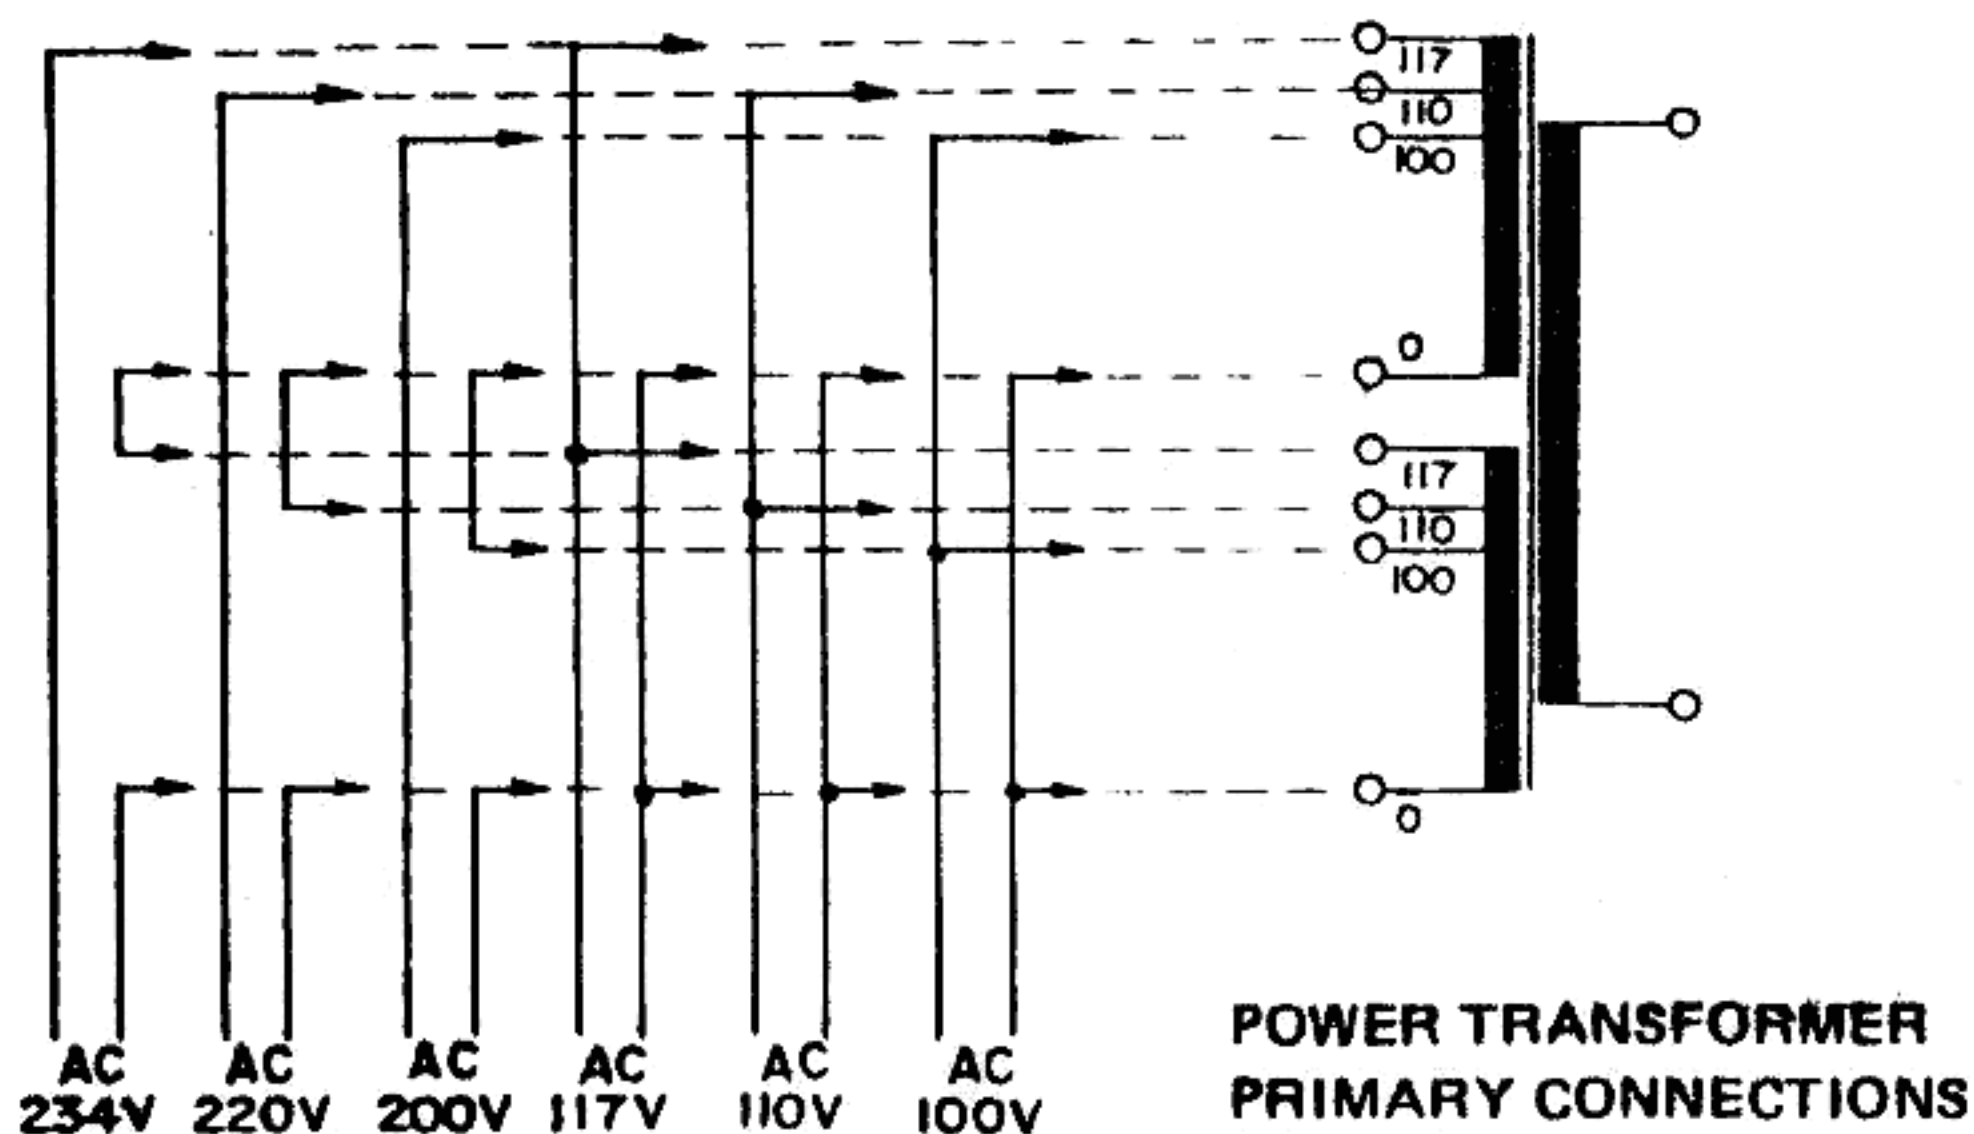 117
110
100
0
117
110
100
0
AC AC AC AC AC AC
234V 220V 200V 117V 110V 100V
POWER TRANSFORMER
PRIMARY CONNECTIONS